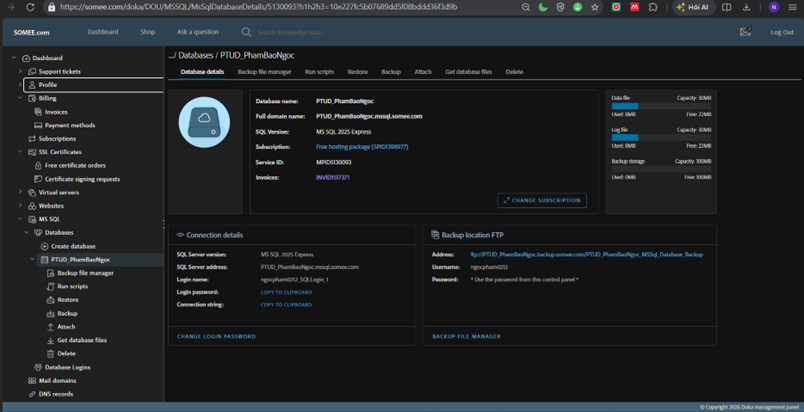 somee.com/doka/DOU/MSSQL/MsSqlDatabaseDetails/5130093?h1h2h3=10e227fc5b07689dd5f08bddd36f3d9b
Hỏi AI
N
SOMEE.com
Dashboard
Shop
Ask a question
Search knowledge base
Log Out
Dashboard
Support tickets
Profile
Billing
Invoices
Payment methods
Subscriptions
SSL Certificates
Free certificate orders
Certificate signing requests
Virtual servers
Websites
MS SQL
Databases
Create database
PTUD_PhamBaoNgoc
Backup file manager
Run scripts
Restore
Backup
Attach
Get database files
Delete
Database Logins
Mail domains
DNS records
.../ Databases / PTUD_PhamBaoNgoc
Database details Backup file manager Run scripts Restore Backup Attach Get database files Delete
Database name: PTUD_PhamBaoNgoc
Full domain name: PTUD_PhamBaoNgoc.mssql.somee.com
SQL Version: MS SQL 2025 Express
Subscription: Free hosting package (SPID1398977)
Service ID: MPID5130093
Invoices: INVID1517371
CHANGE SUBSCRIPTION
Data file Capacity: 30MB
Used: 8MB Free: 22MB
Log file Capacity: 30MB
Used: 8MB Free: 22MB
Backup storage Capacity: 100MB
Used: 0MB Free: 100MB
Connection details
SQL Server version: MS SQL 2025 Express
SQL Server address: PTUD_PhamBaoNgoc.mssql.somee.com
Login name: ngocpham0212_SQLLogin_1
Login password: COPY TO CLIPBOARD
Connection string: COPY TO CLIPBOARD
CHANGE LOGIN PASSWORD
Backup location FTP
Address: ftp://PTUD_PhamBaoNgoc.backup.somee.com/PTUD_PhamBaoNgoc_MSSql_Database_Backup
Username: ngocpham0212
Password: * Use the password from this control panel *
BACKUP FILE MANAGER
© Copyright 2026 Doka management panel